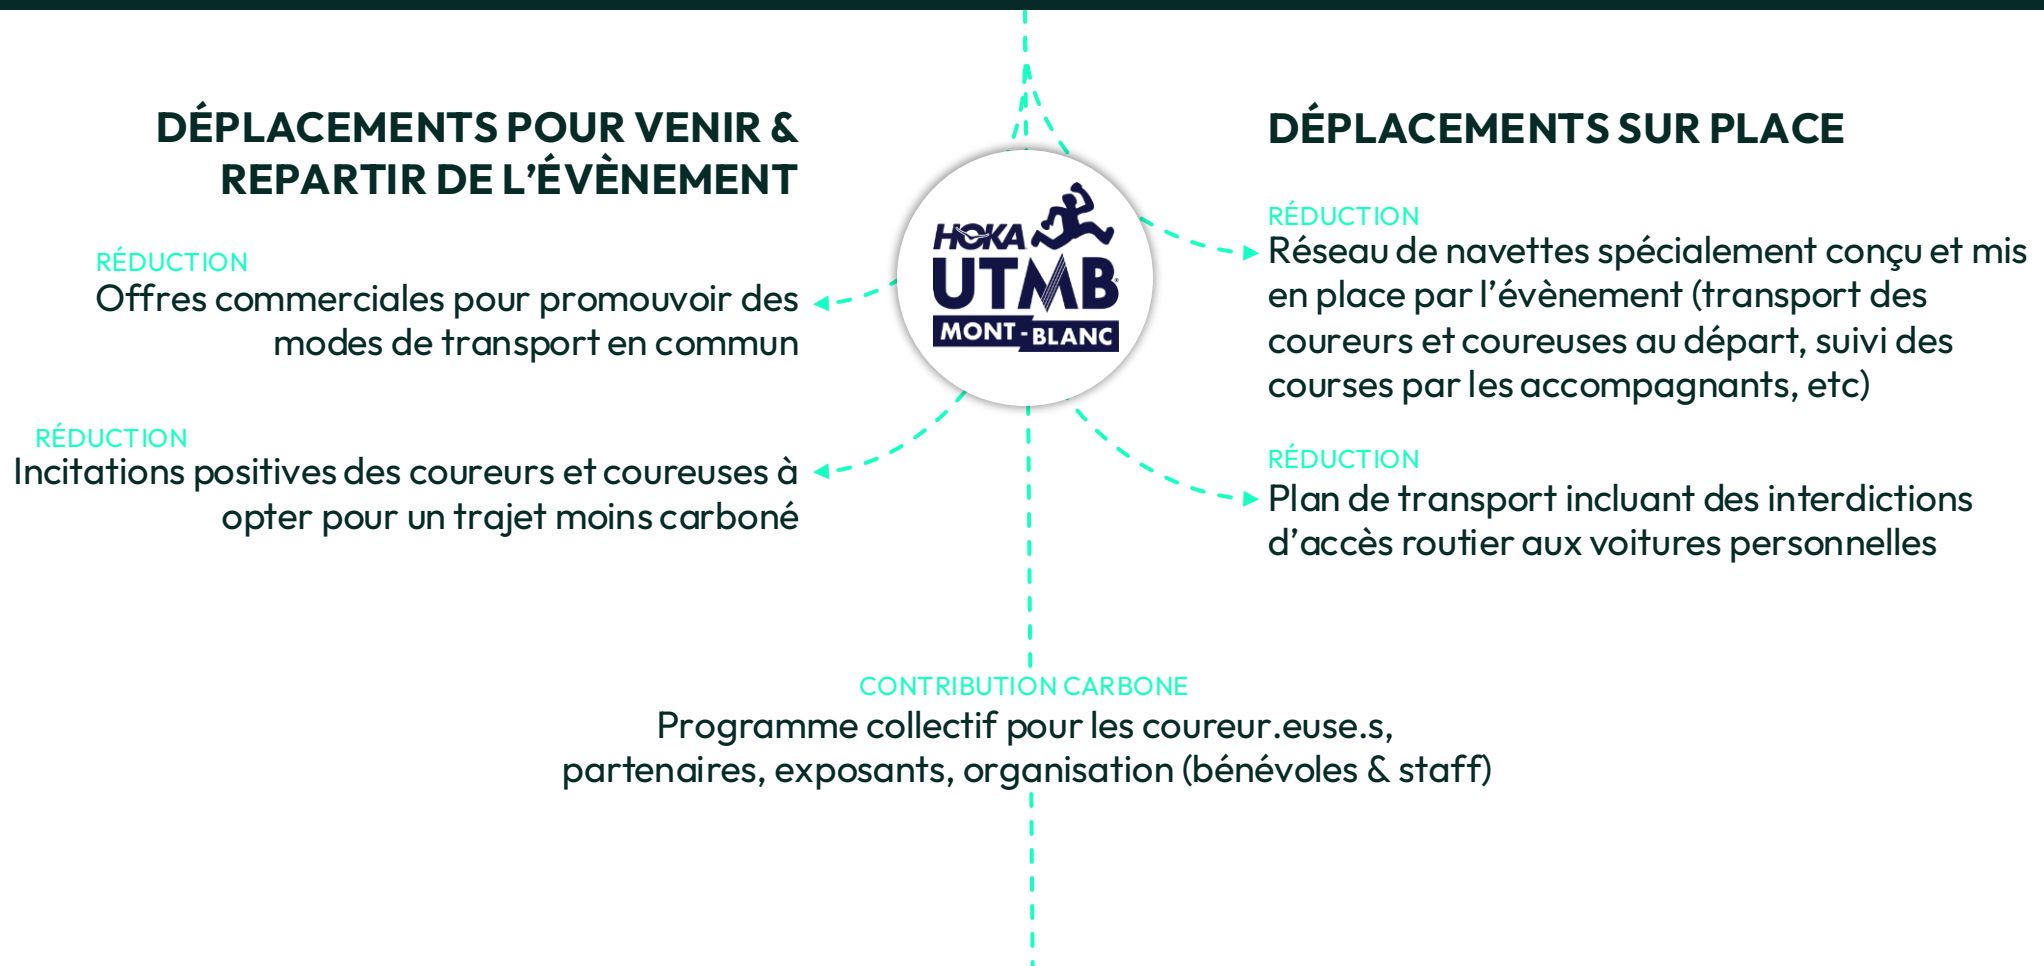 DÉPLACEMENTS POUR VENIR &
REPARTIR DE L’ÉVÈNEMENT
RÉDUCTION
Offres commerciales pour promouvoir des
modes de transport en commun
RÉDUCTION
Incitations positives des coureurs et coureuses à
opter pour un trajet moins carboné
HOKA
UTMB
MONT-BLANC
DÉPLACEMENTS SUR PLACE
RÉDUCTION
Réseau de navettes spécialement conçu et mis
en place par l’évènement (transport des
coureurs et coureuses au départ, suivi des
courses par les accompagnants, etc)
RÉDUCTION
Plan de transport incluant des interdictions
d’accès routier aux voitures personnelles
CONTRIBUTION CARBONE
Programme collectif pour les coureur.euse.s,
partenaires, exposants, organisation (bénévoles & staff)